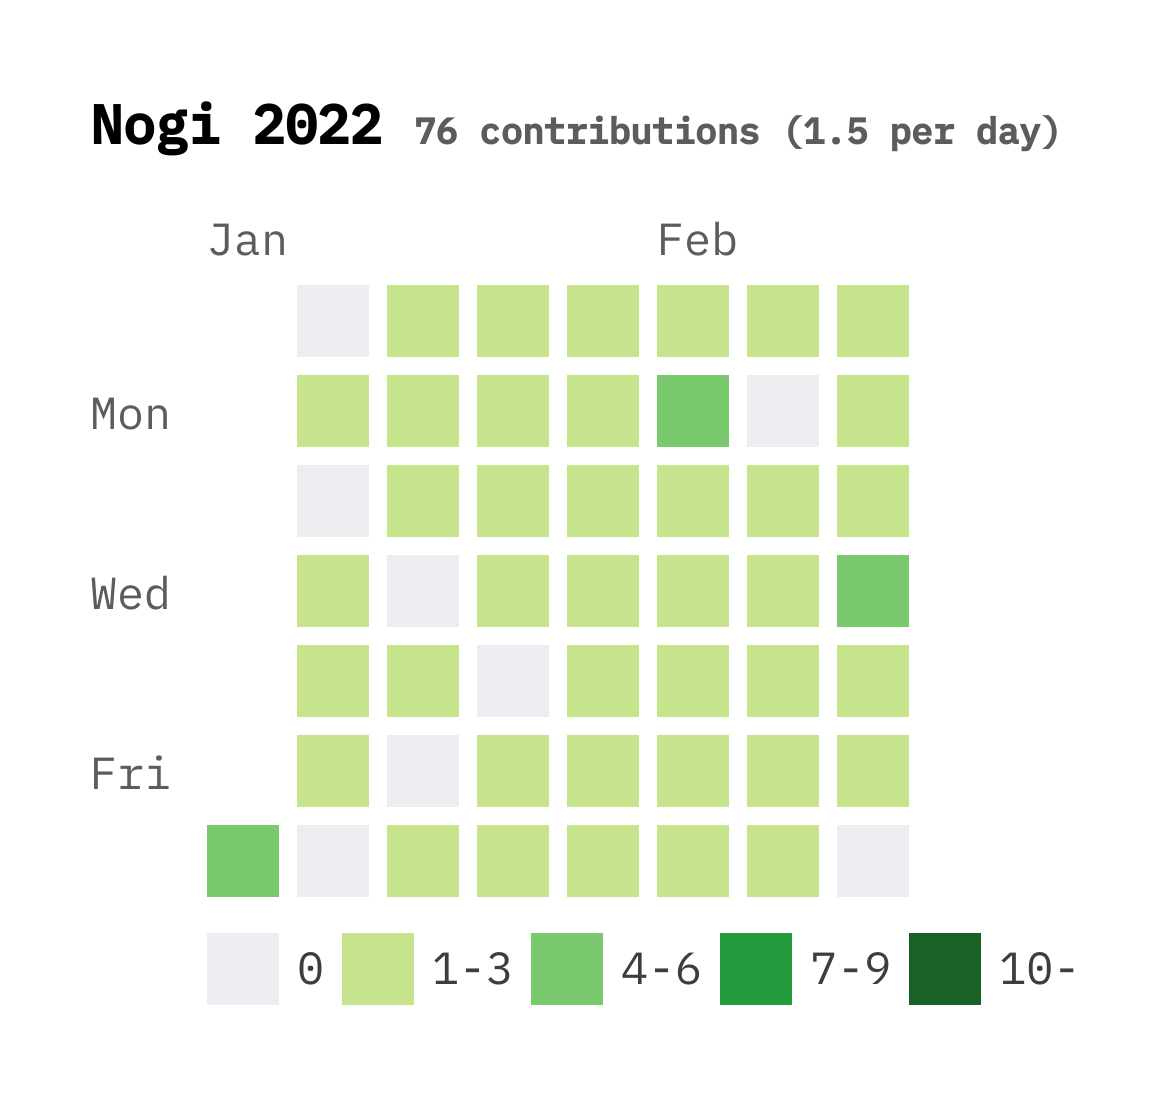 Nogi 2022 76 contributions (1.5 per day)
Jan Feb
Mon
Wed
Fri
0 1-3 4-6 7-9 10-